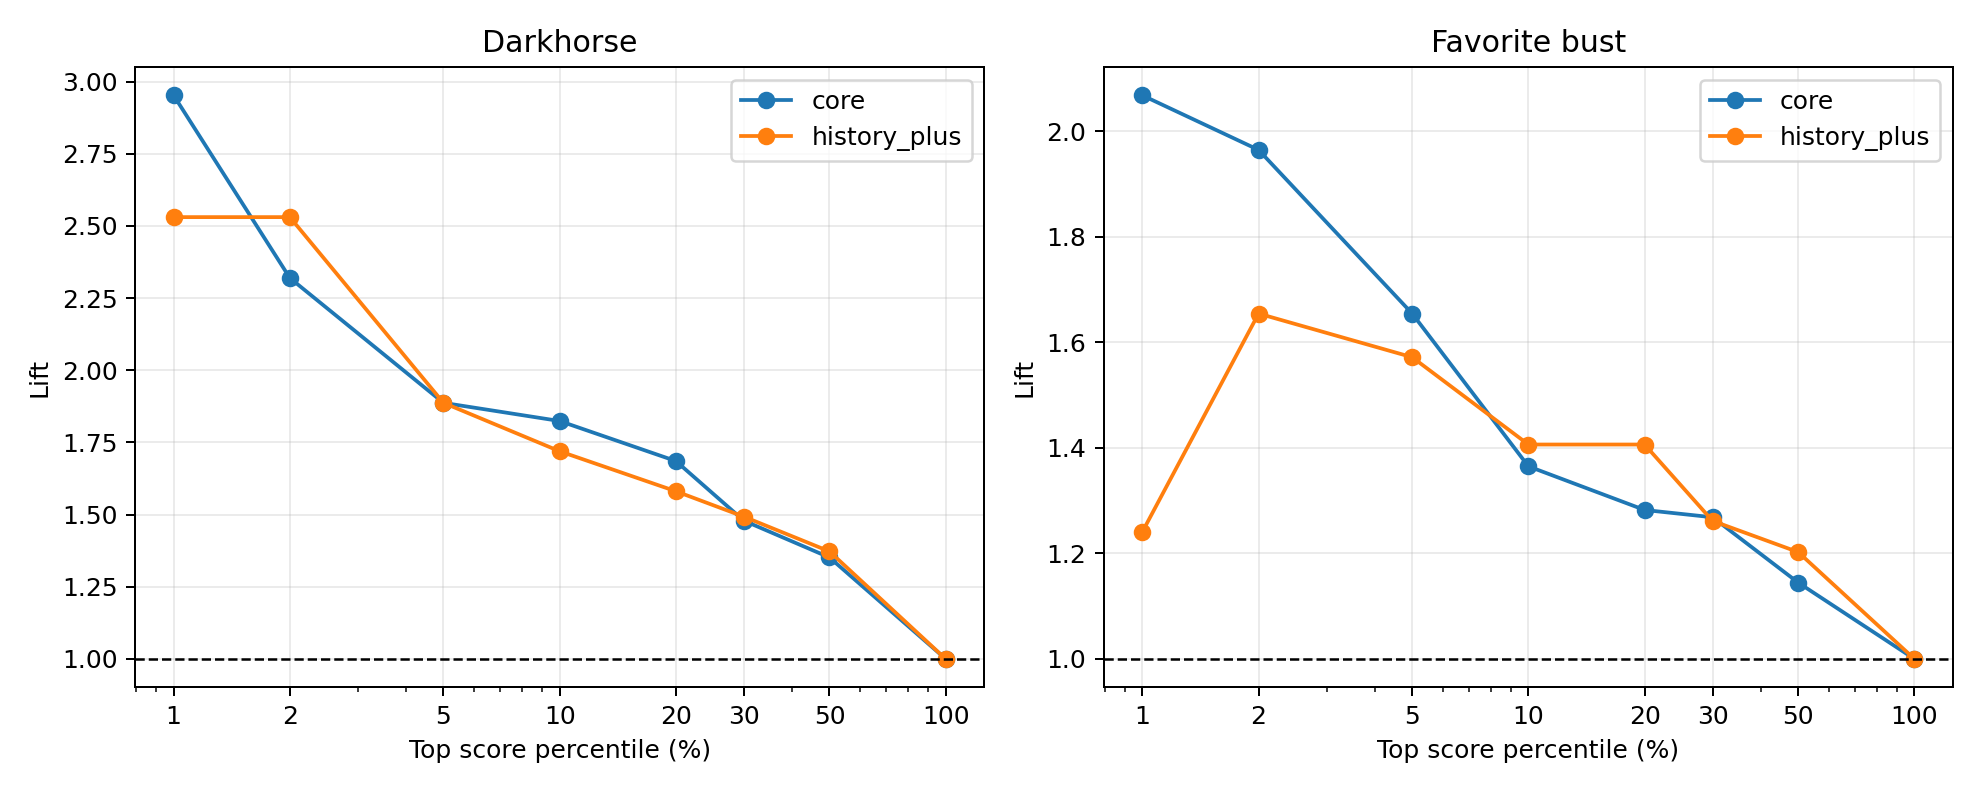 Darkhorse
3.00
2.75
2.50
2.25
2.00
1.75
1.50
1.25
1.00
Lift
core
history_plus
1 2 5 10 20 30 50 100
Top score percentile (%)
Favorite bust
2.0
1.8
1.6
1.4
1.2
1.0
Lift
core
history_plus
1 2 5 10 20 30 50 100
Top score percentile (%)